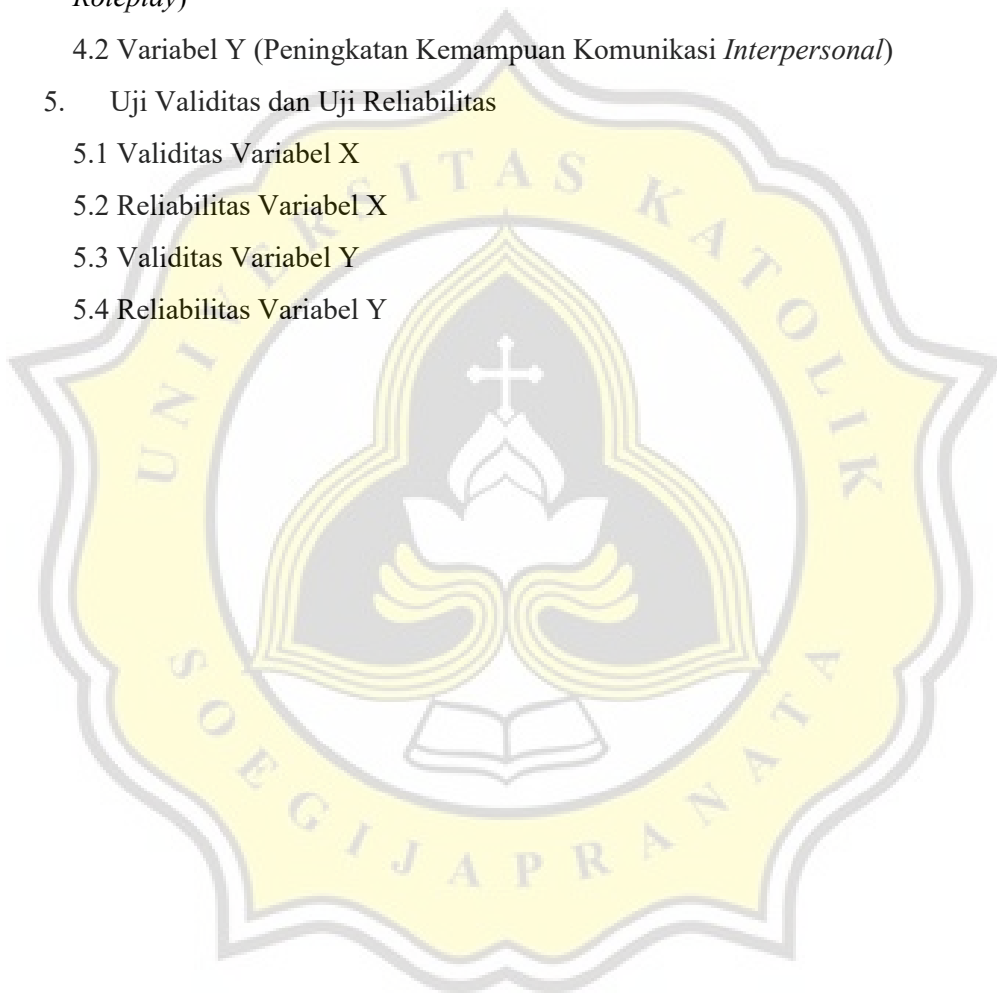 Roleplay)
4.2 Variabel Y (Peningkatan Kemampuan Komunikasi Interpersonal)
5. Uji Validitas dan Uji Reliabilitas
5.1 Validitas Variabel X
5.2 Reliabilitas Variabel X
5.3 Validitas Variabel Y
5.4 Reliabilitas Variabel Y
UNIVERSITAS KATOLIK
SOEGIJAPRANATA